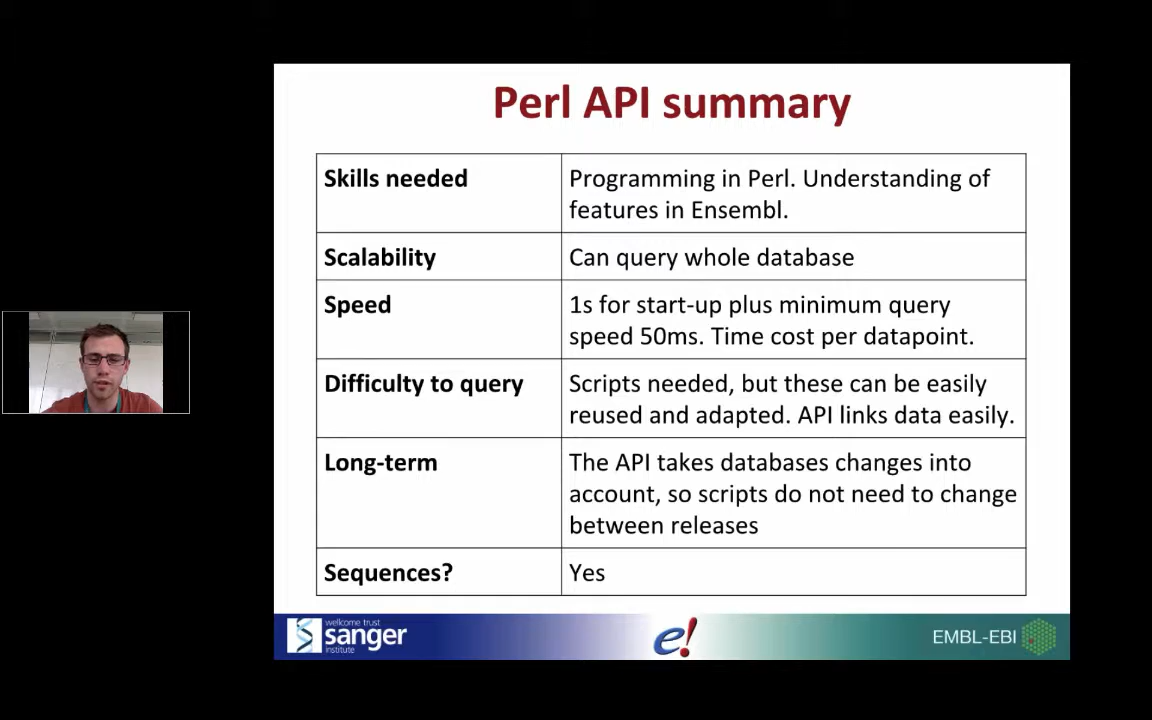 Perl API summary
Skills needed
Programming in Perl. Understanding of
features in Ensembl.
Scalability
Can query whole database
Speed
1s for start-up plus minimum query
speed 50ms. Time cost per datapoint.
Difficulty to query
Scripts needed, but these can be easily
reused and adapted. API links data easily.
Long-term
The API takes databases changes into
account, so scripts do not need to change
between releases
Sequences?
Yes
wellcome trust
sanger
institute
e!
EMBL-EBI